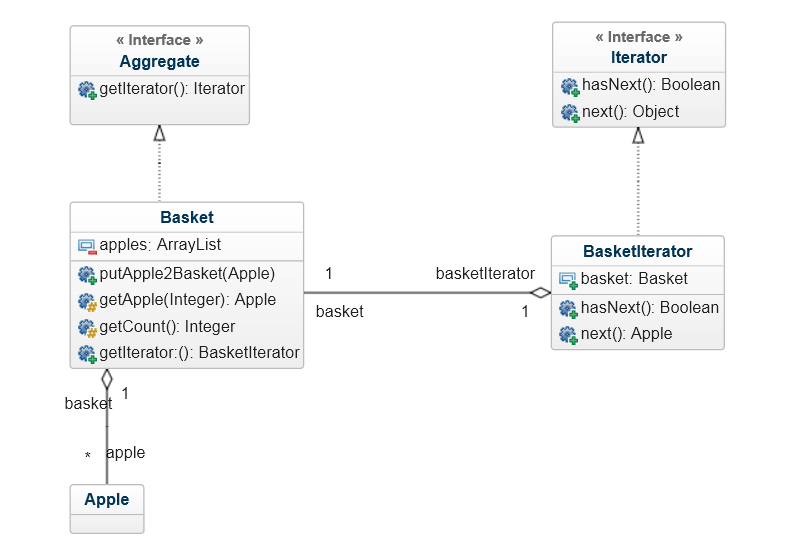 « Interface »
Aggregate
getIterator(): Iterator
« Interface »
Iterator
hasNext(): Boolean
next(): Object
Basket
apples: ArrayList
putApple2Basket(Apple)
getApple(Integer): Apple
getCount(): Integer
getIterator:(): BasketIterator
1
basketIterator
basket
1
BasketIterator
basket: Basket
hasNext(): Boolean
next(): Apple
1
basket
* apple
Apple